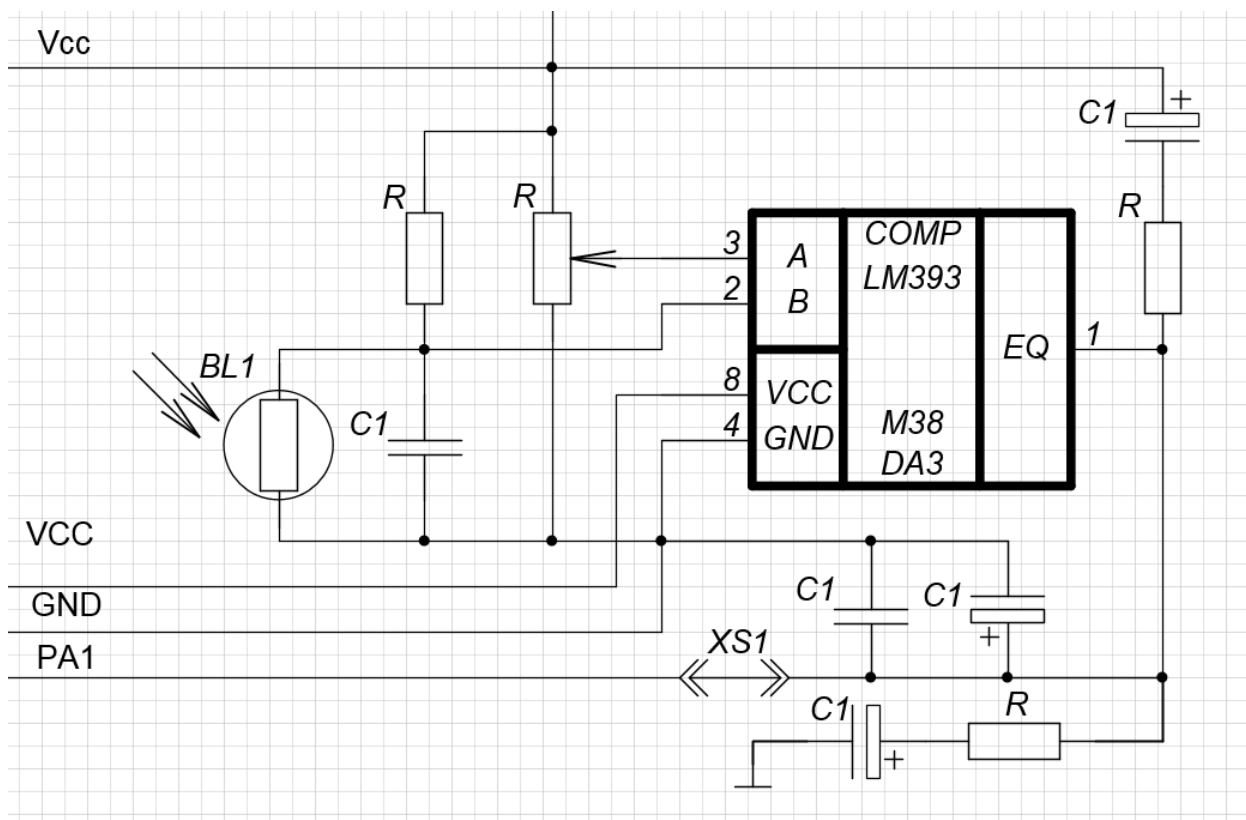 Vcc
C1 +
R
R
R
3
A
COMP
2
B
LM393
EQ
1
BL1
C1
8
VCC
4
GND
M38
DA3
VCC
GND
PA1
C1
C1
+
XS1
C1
+
R